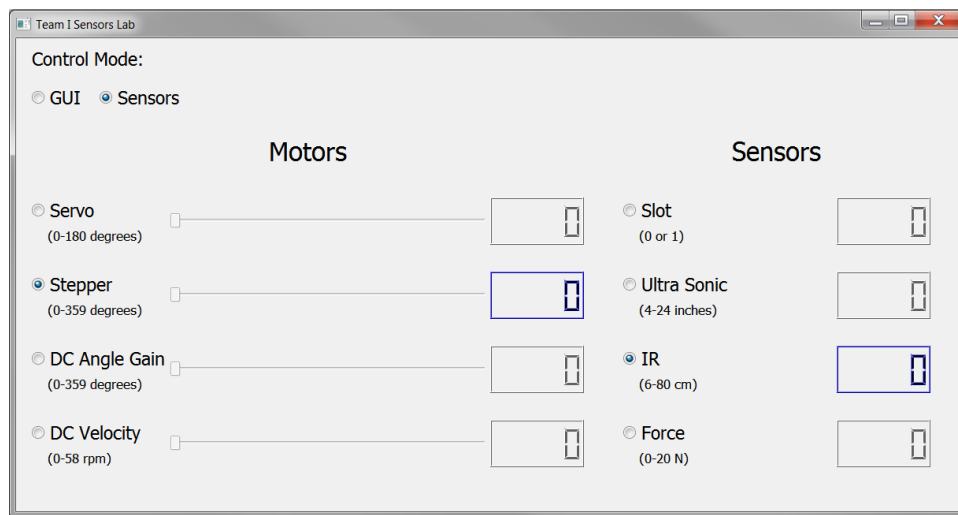 Team I Sensors Lab
Control Mode:
GUI Sensors
Motors
Servo 0
(0-180 degrees)
Stepper 0
(0-359 degrees)
DC Angle Gain 0
(0-359 degrees)
DC Velocity 0
(0-58 rpm)
Sensors
Slot 0
(0 or 1)
Ultra Sonic 0
(4-24 inches)
IR 0
(6-80 cm)
Force 0
(0-20 N)